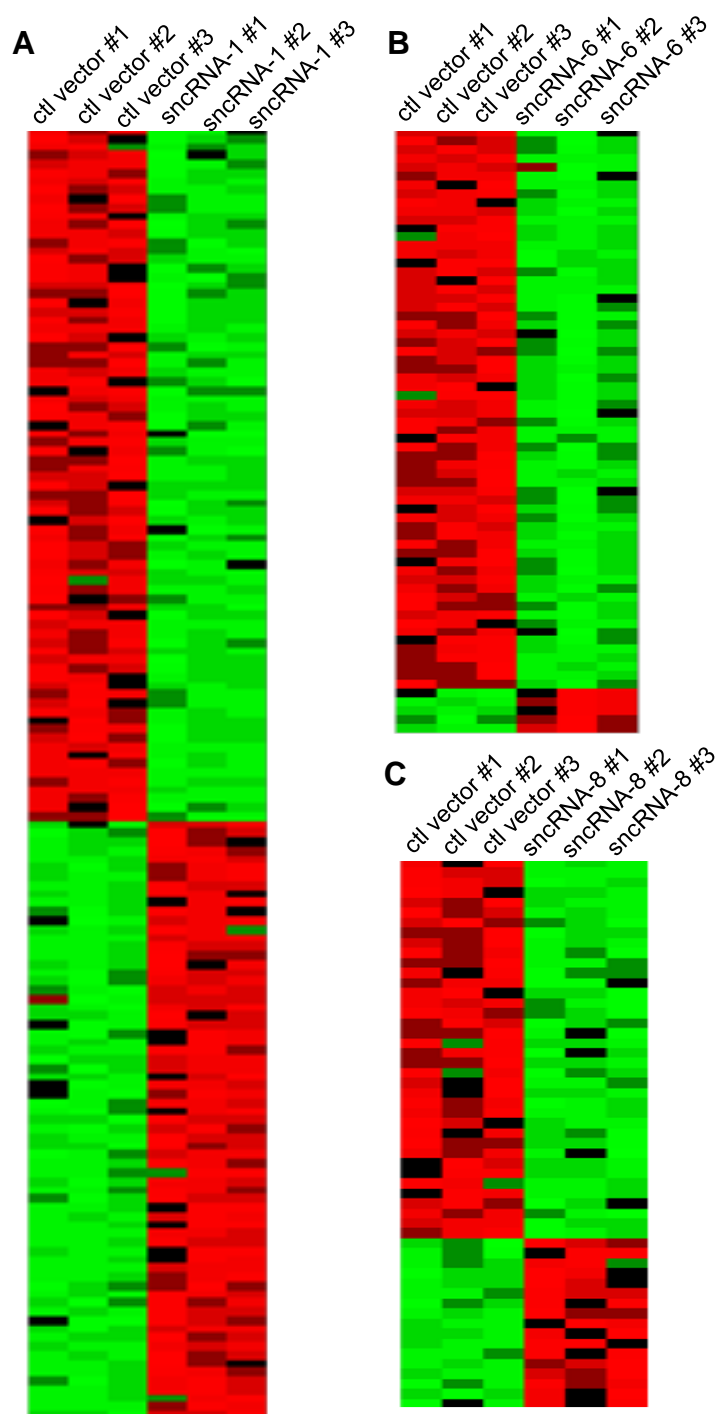 A
ctl vector #1
ctl vector #2
ctl vector #3
sncRNA-1 #1
sncRNA-1 #2
sncRNA-1 #3
B
ctl vector #1
ctl vector #2
ctl vector #3
sncRNA-6 #1
sncRNA-6 #2
sncRNA-6 #3
C
ctl vector #1
ctl vector #2
ctl vector #3
sncRNA-8 #1
sncRNA-8 #2
sncRNA-8 #3